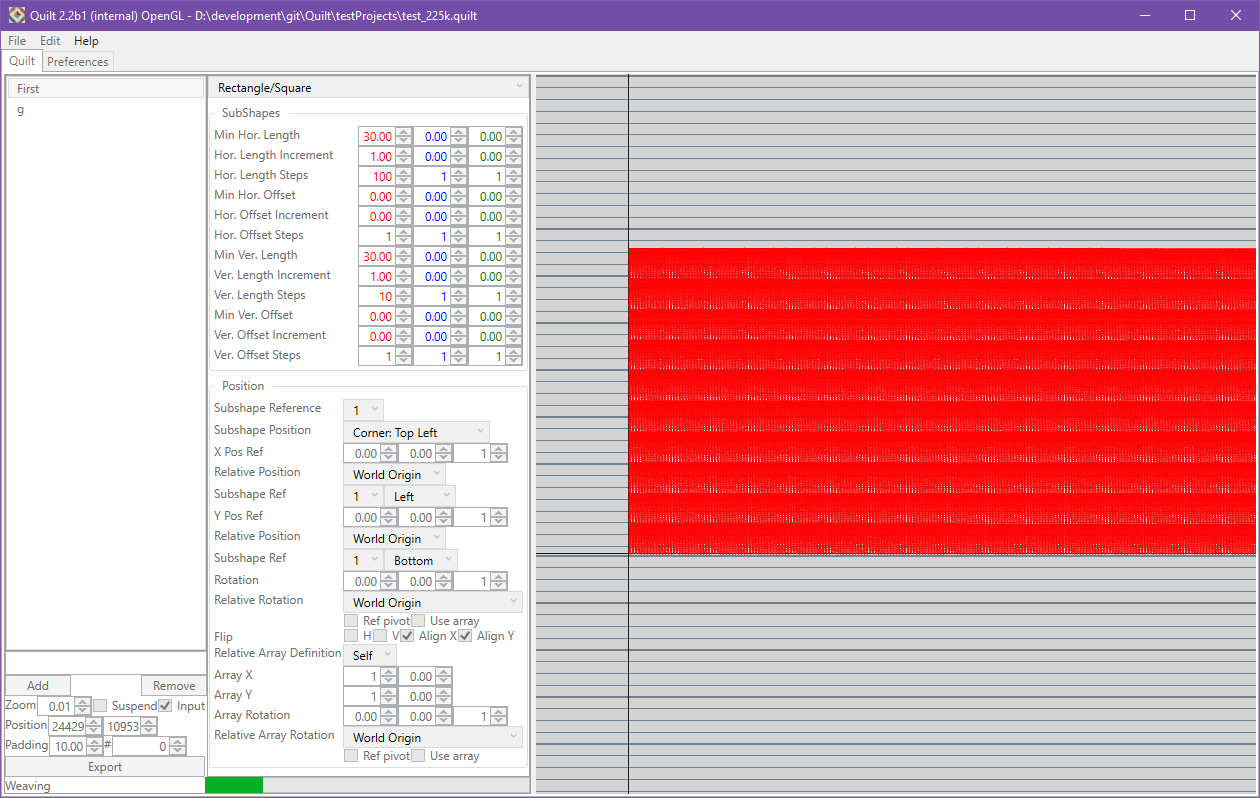 Quilt 2.2b1 (internal) OpenGL - D:\development\git\Quilt\testProjects\test_225k.quilt
File Edit Help
Quilt Preferences
First
g
Add Remove
Zoom 0.01 Suspend Input
Position 24429 10953
Padding 10.00 # 0
Export
Weaving
Rectangle/Square
SubShapes
Min Hor. Length 30.00 0.00 0.00
Hor. Length Increment 1.00 0.00 0.00
Hor. Length Steps 100 1 1
Min Hor. Offset 0.00 0.00 0.00
Hor. Offset Increment 0.00 0.00 0.00
Hor. Offset Steps 1 1 1
Min Ver. Length 30.00 0.00 0.00
Ver. Length Increment 1.00 0.00 0.00
Ver. Length Steps 10 1 1
Min Ver. Offset 0.00 0.00 0.00
Ver. Offset Increment 0.00 0.00 0.00
Ver. Offset Steps 1 1 1
Position
Subshape Reference 1
Subshape Position Corner: Top Left
X Pos Ref 0.00 0.00 1
Relative Position World Origin
Subshape Ref 1 Left
Y Pos Ref 0.00 0.00 1
Relative Position World Origin
Subshape Ref 1 Bottom
Rotation 0.00 0.00 1
Relative Rotation World Origin
Ref pivot Use array
Flip H V Align X Align Y
Relative Array Definition Self
Array X 1 0.00
Array Y 1 0.00
Array Rotation 0.00 0.00 1
Relative Array Rotation World Origin
Ref pivot Use array